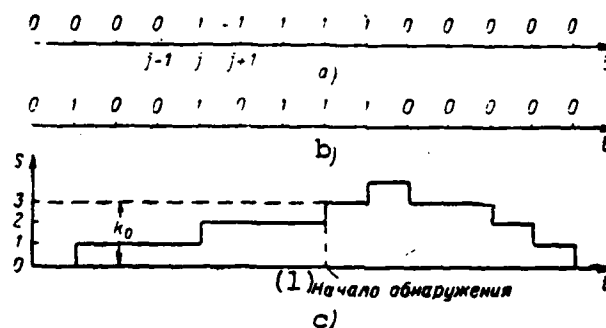 0 0 0 0 1 1 1 1 1 0 0 0 0 0
j-1 j j+1 t
a)
0 1 0 0 1 0 1 1 1 0 0 0 0 0
t
b)
S
3
k₀
2
1
0
t
(1) Начало обнаружения
c)